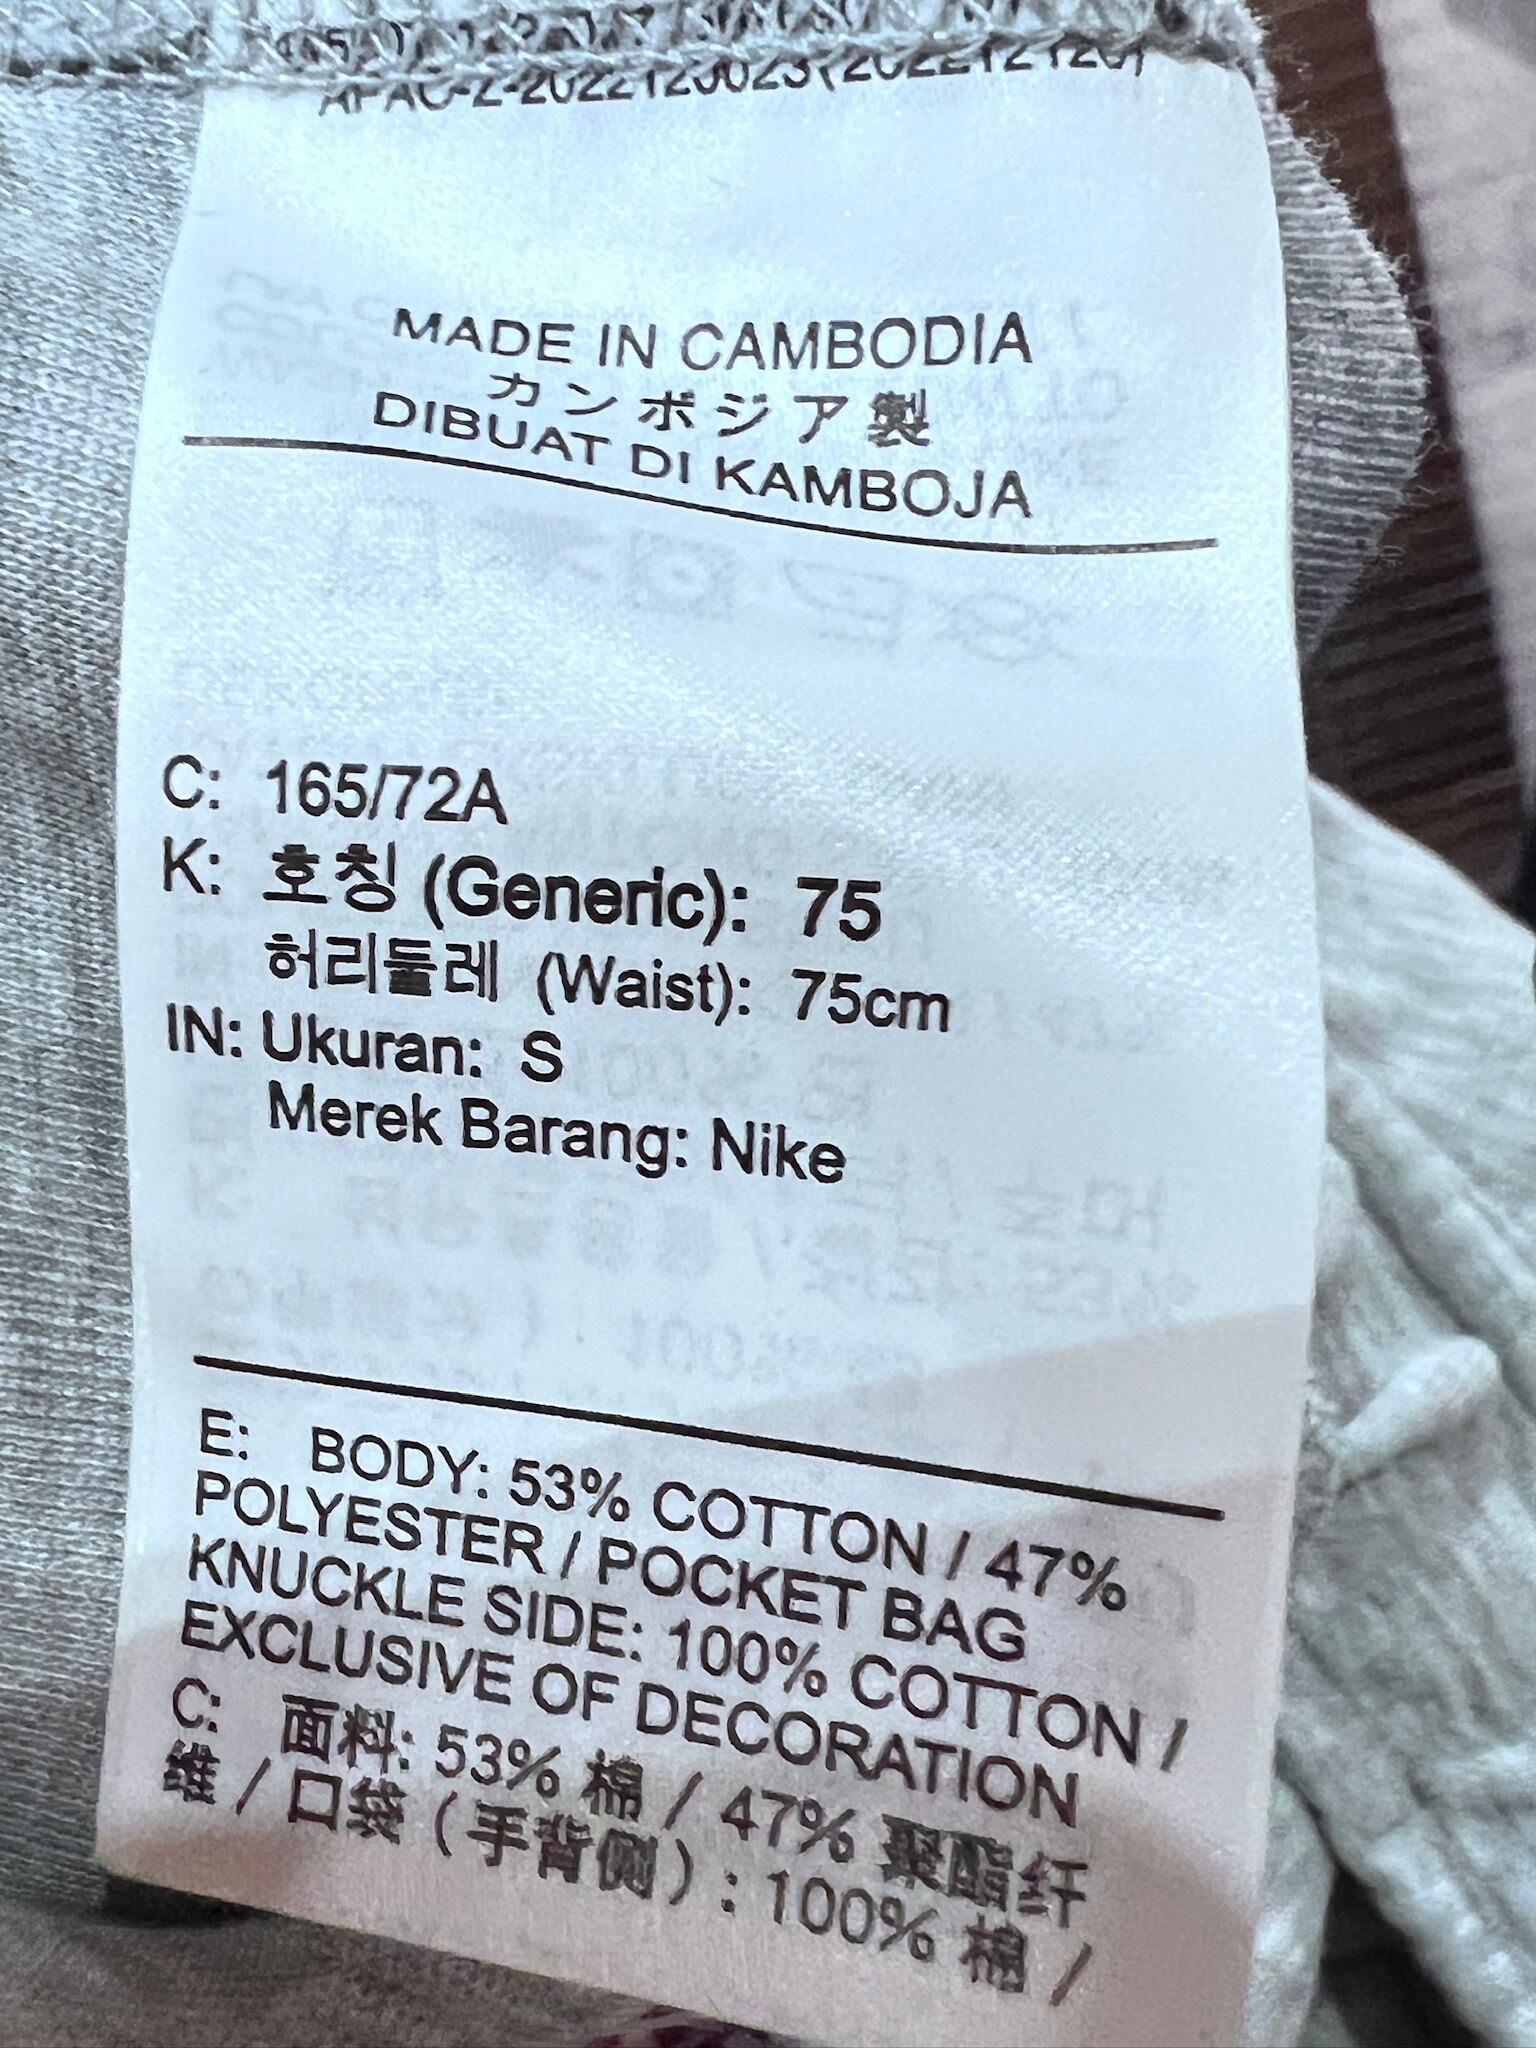 MADE IN CAMBODIA
カンボジア製
DIBUAT DI KAMBOJA
C: 165/72A
K: 호칭 (Generic): 75
허리둘레 (Waist): 75cm
IN: Ukuran: S
Merek Barang: Nike
E: BODY: 53% COTTON / 47%
POLYESTER / POCKET BAG
KNUCKLE SIDE: 100% COTTON /
EXCLUSIVE OF DECORATION
C: 面料: 53% 棉 / 47% 聚酯纤
维 / 口袋 (手背侧) : 100% 棉 /